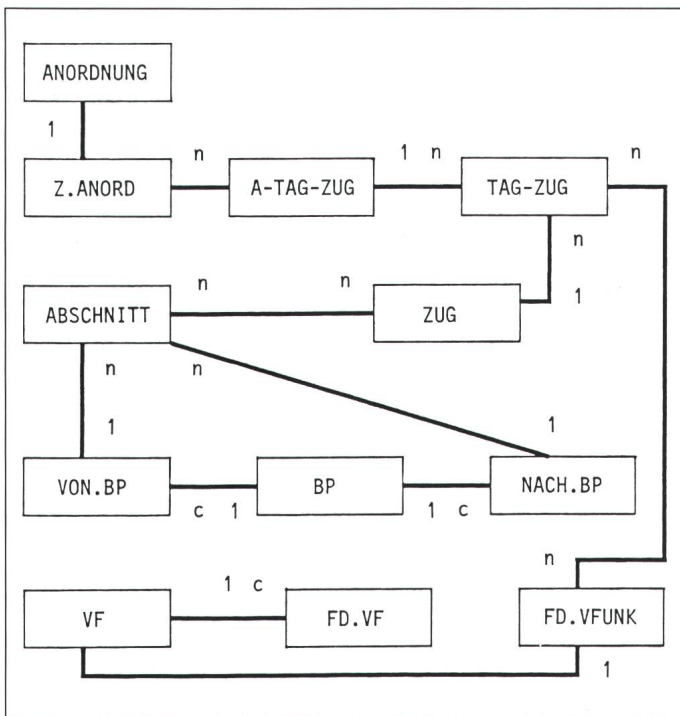 ANORDNUNG
1
n 1 n n
Z.ANORD A-TAG-ZUG TAG-ZUG
n
n n 1
ABSCHNITT ZUG
n n
1 1
VON.BP BP NACH.BP
c 1 1 c
n
1 c
VF FD.VF FD.VFUNK
1